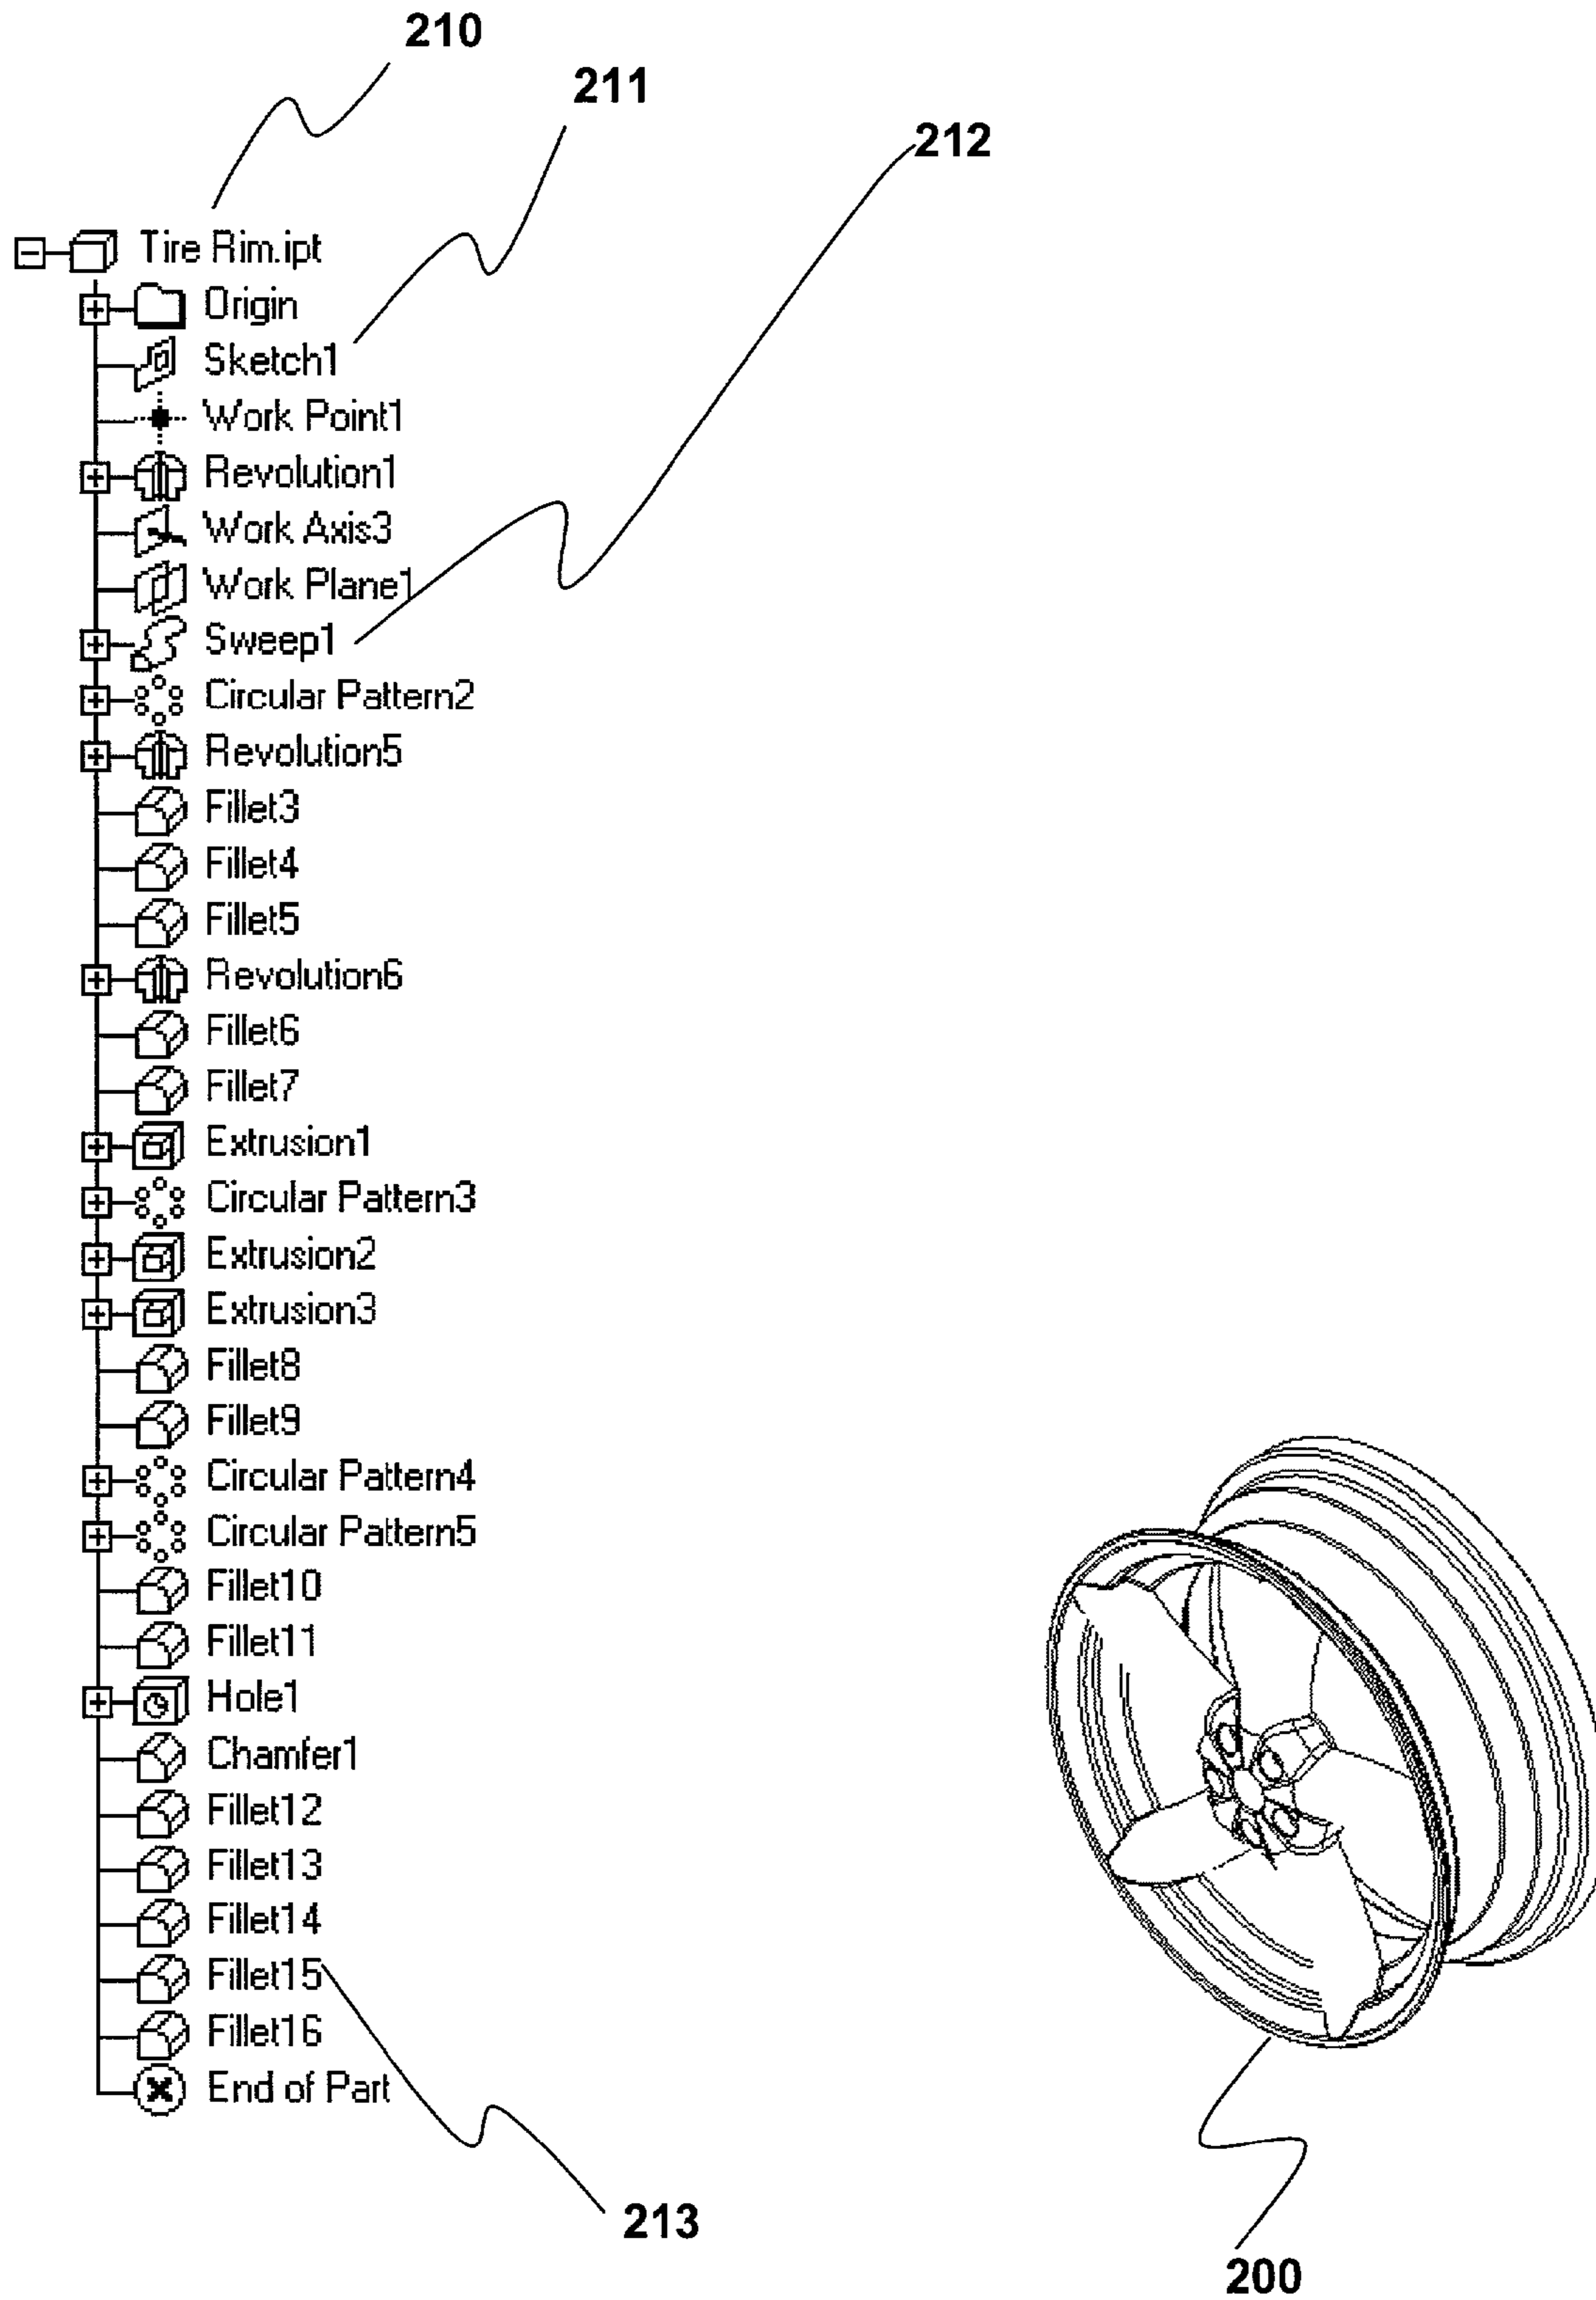 210
211
212
Tire Rim.ipt
Origin
Sketch1
Work Point1
Revolution1
Work Axis3
Work Plane1
Sweep1
Circular Pattern2
Revolution5
Fillet3
Fillet4
Fillet5
Revolution6
Fillet6
Fillet7
Extrusion1
Circular Pattern3
Extrusion2
Extrusion3
Fillet8
Fillet9
Circular Pattern4
Circular Pattern5
Fillet10
Fillet11
Hole1
Chamfer1
Fillet12
Fillet13
Fillet14
Fillet15
Fillet16
End of Part
213
200